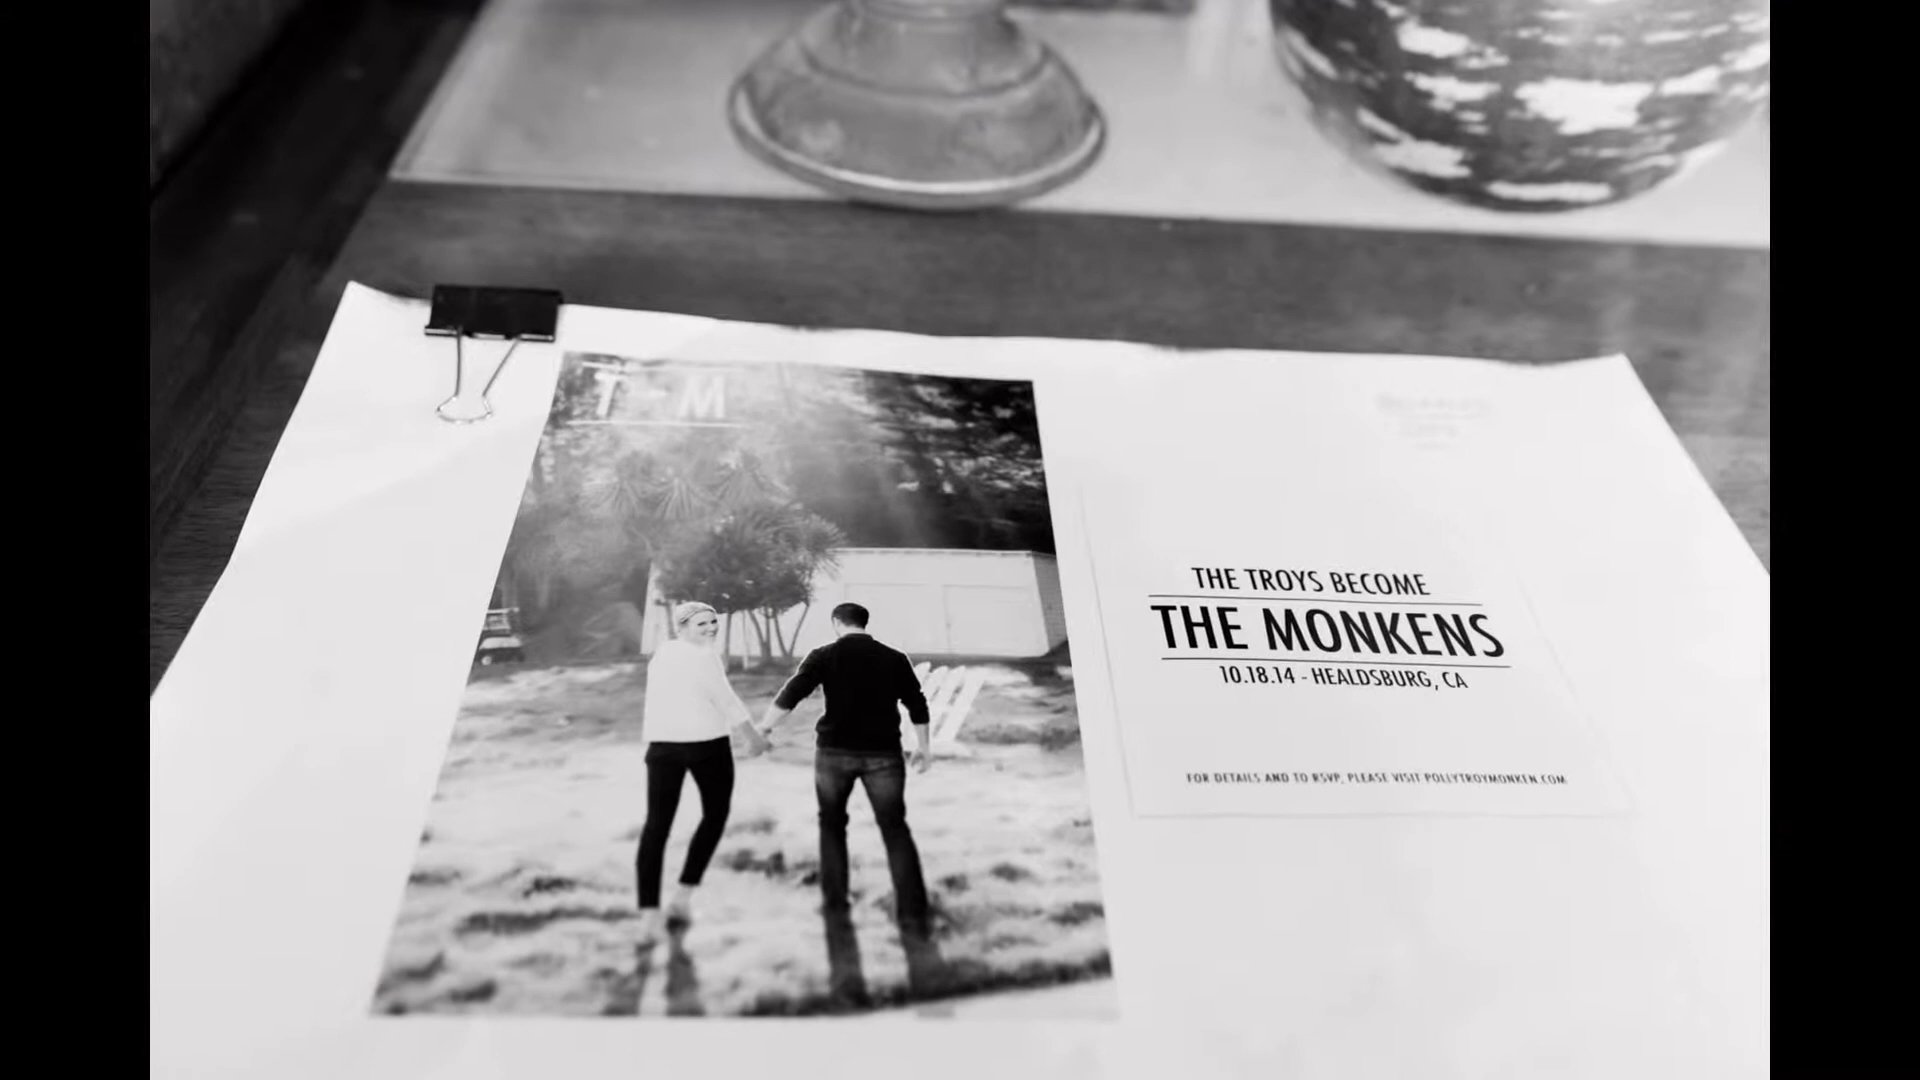 T + M
THE TROYS BECOME
THE MONKENS
10.18.14 - HEALDSBURG, CA
FOR DETAILS AND TO RSVP, PLEASE VISIT POLLYTROYMONKEN.COM